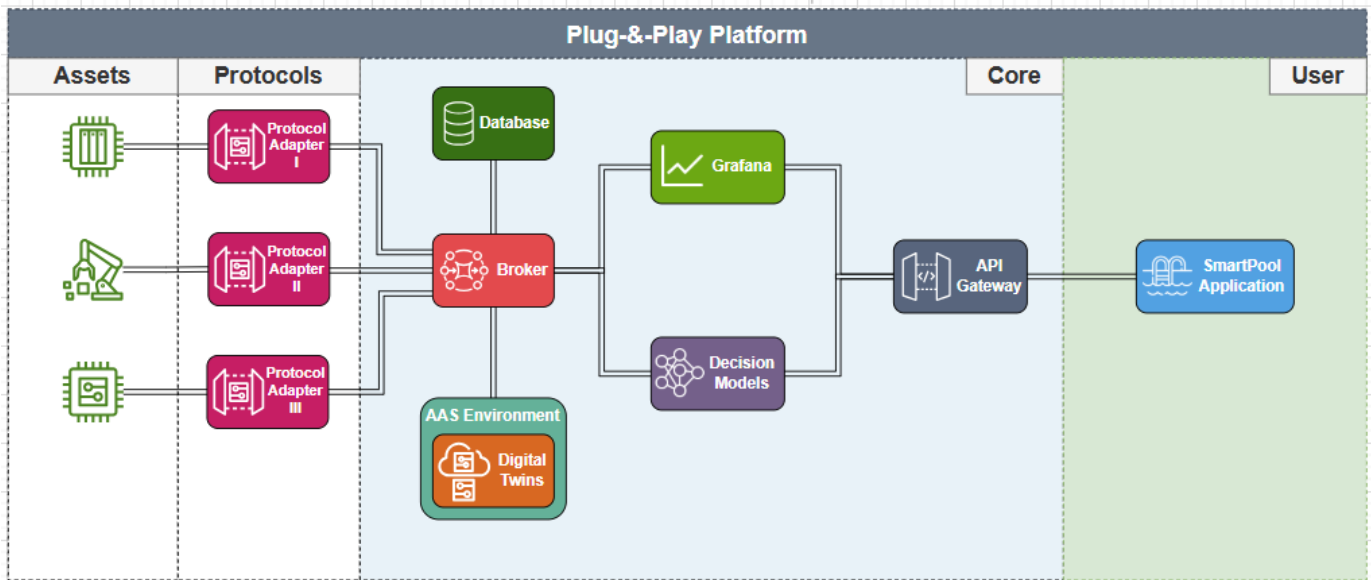 Plug-&-Play Platform
Assets
Protocols
Core
User
Protocol
Adapter
I
Protocol
Adapter
II
Protocol
Adapter
III
Database
Broker
AAS Environment
Digital
Twins
Grafana
Decision
Models
API
Gateway
SmartPool
Application